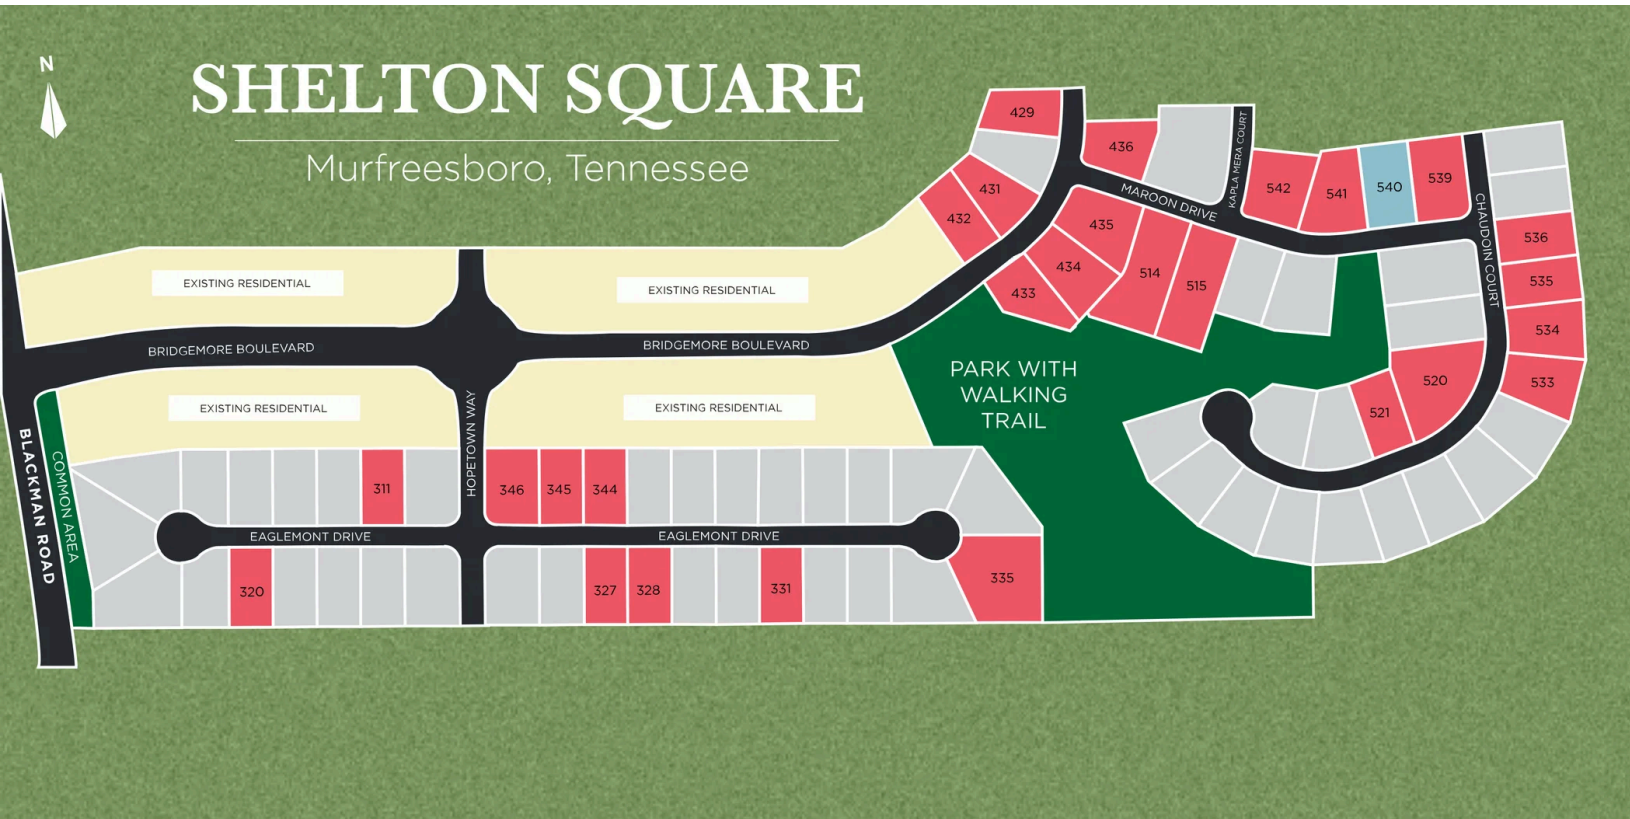 N
SHELTON SQUARE
Murfreesboro, Tennessee
429
436
KAPLA MERA COURT
431
432
MAROON DRIVE
542
541
540
539
CHAUDOIN COURT
435
434
433
514
515
536
535
534
533
EXISTING RESIDENTIAL
EXISTING RESIDENTIAL
BRIDGEMORE BOULEVARD
BRIDGEMORE BOULEVARD
PARK WITH
WALKING
TRAIL
520
521
EXISTING RESIDENTIAL
EXISTING RESIDENTIAL
HOPETOWN WAY
BLACKMAN ROAD
COMMON AREA
311
346
345
344
EAGLEMONT DRIVE
EAGLEMONT DRIVE
320
327
328
331
335